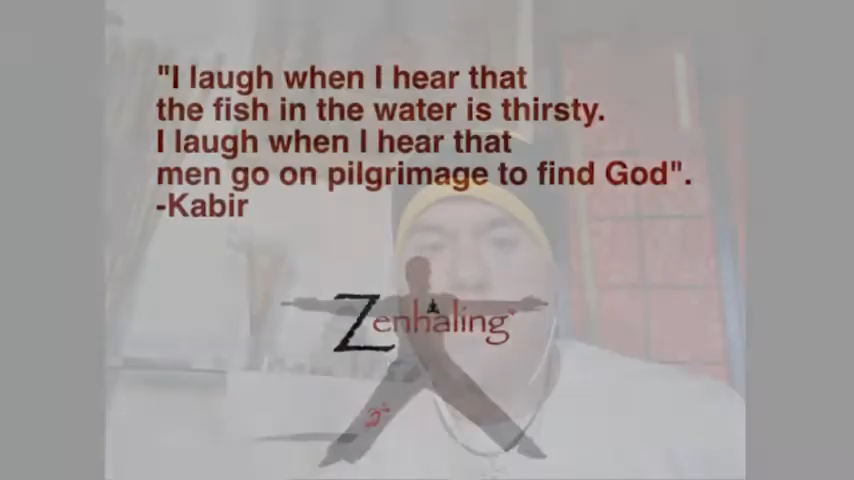 "I laugh when I hear that
the fish in the water is thirsty.
I laugh when I hear that
men go on pilgrimage to find God".
-Kabir
Zenhaling